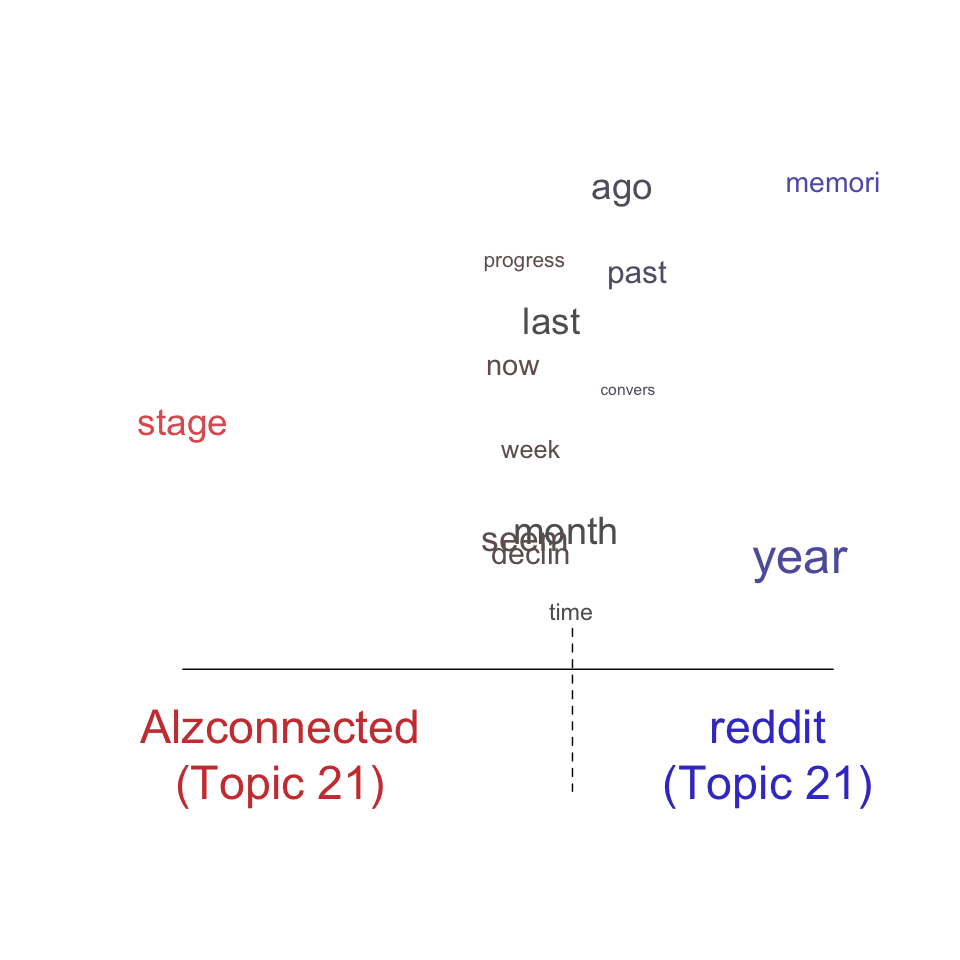 memori
ago
progress
past
last
now
convers
stage
week
month
seem
declin
year
time
Alzconnected
(Topic 21)
reddit
(Topic 21)